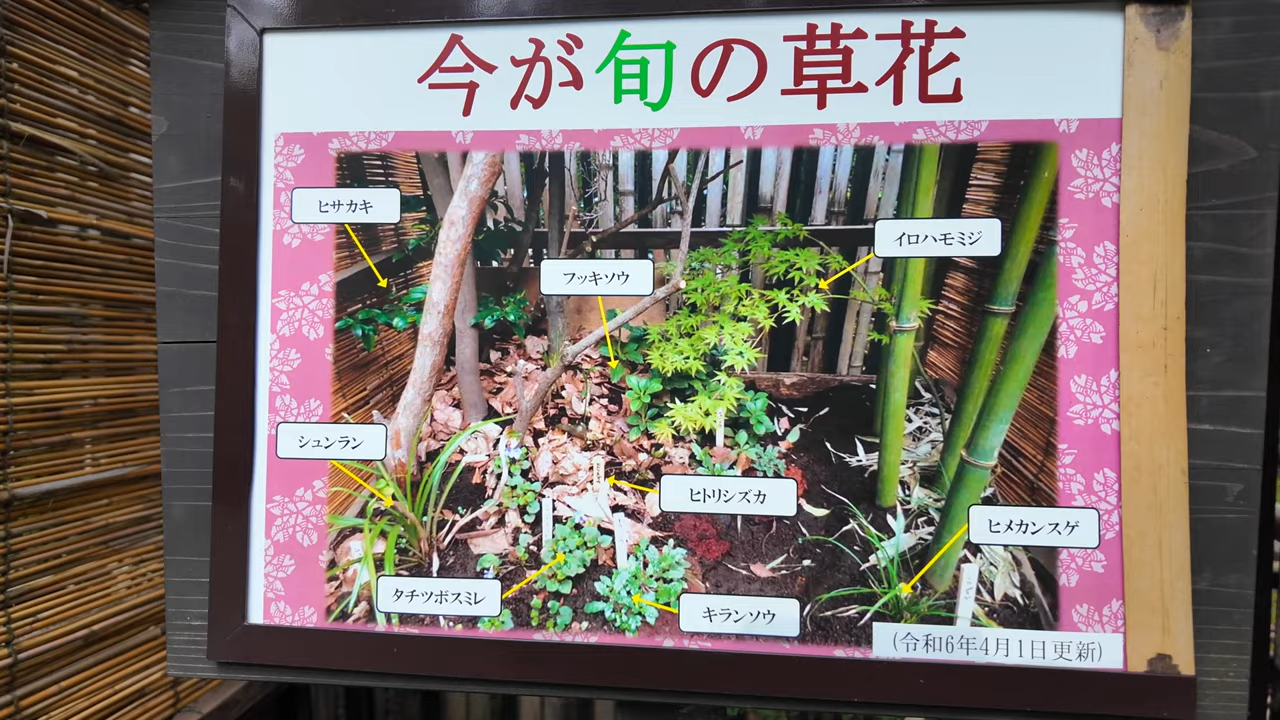 今が旬の草花
ヒサカキ
イロハモミジ
フッキソウ
シュンラン
ヒトリシズカ
ヒメカンスゲ
タチツボスミレ
キランソウ
(令和6年4月1日更新)